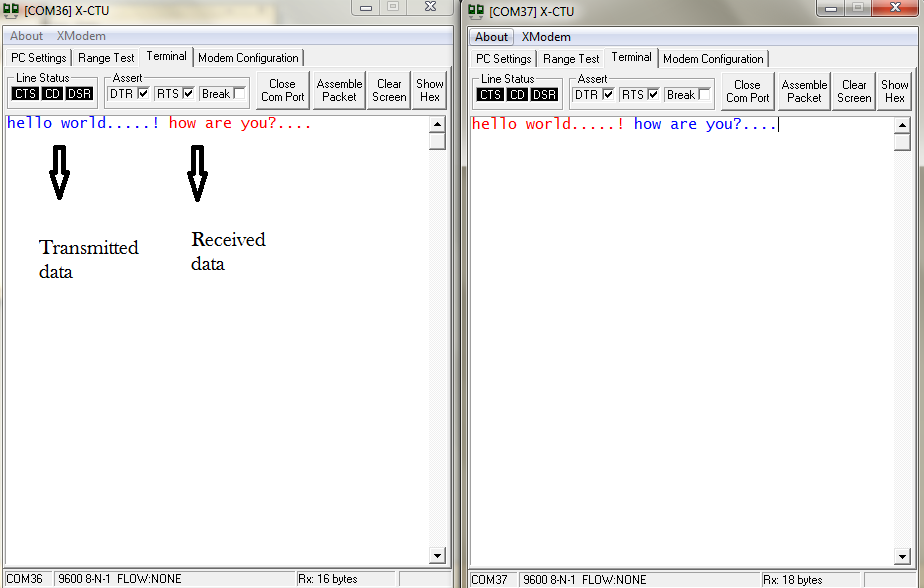 [COM36] X-CTU
About XModem
PC Settings Range Test Terminal Modem Configuration
Line Status Assert
CTS CD DSR DTR RTS Break Close Com Port Assemble Packet Clear Screen Show Hex
hello world.....! how are you?....
Transmitted
data
Received
data
COM36 9600 8-N-1 FLOW:NONE Rx: 16 bytes
[COM37] X-CTU
About XModem
PC Settings Range Test Terminal Modem Configuration
Line Status Assert
CTS CD DSR DTR RTS Break Close Com Port Assemble Packet Clear Screen Show Hex
hello world.....! how are you?....
COM37 9600 8-N-1 FLOW:NONE Rx: 18 bytes